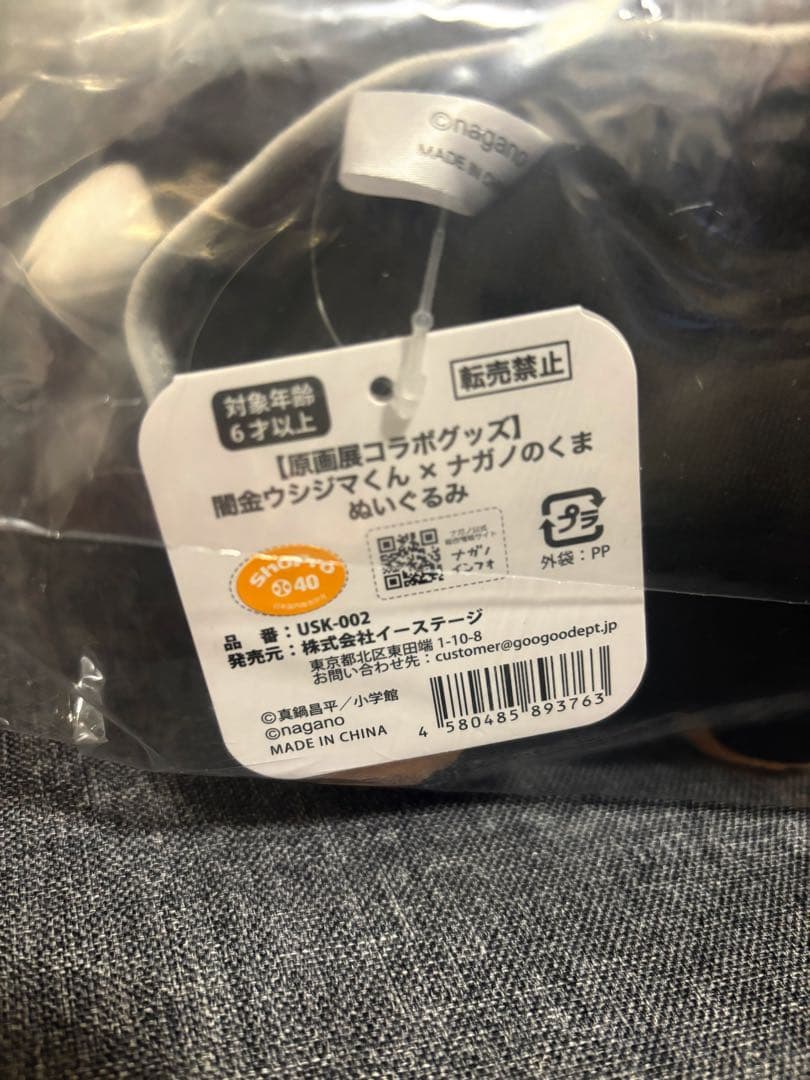 ©nagano
MADE IN
対象年齢
6才以上
転売禁止
【原画展コラボグッズ】
闇金ウシジマくん × ナガノのくま
ぬいぐるみ
ShoPro
40
ナガノ
インフォ
プラ
外袋：PP
品　番：USK-002
発売元：株式会社イーステージ
東京都北区東田端 1-10-8
お問い合わせ先：customer@googoodept.jp
©真鍋昌平／小学館
©nagano
MADE IN CHINA
4 580485 893763